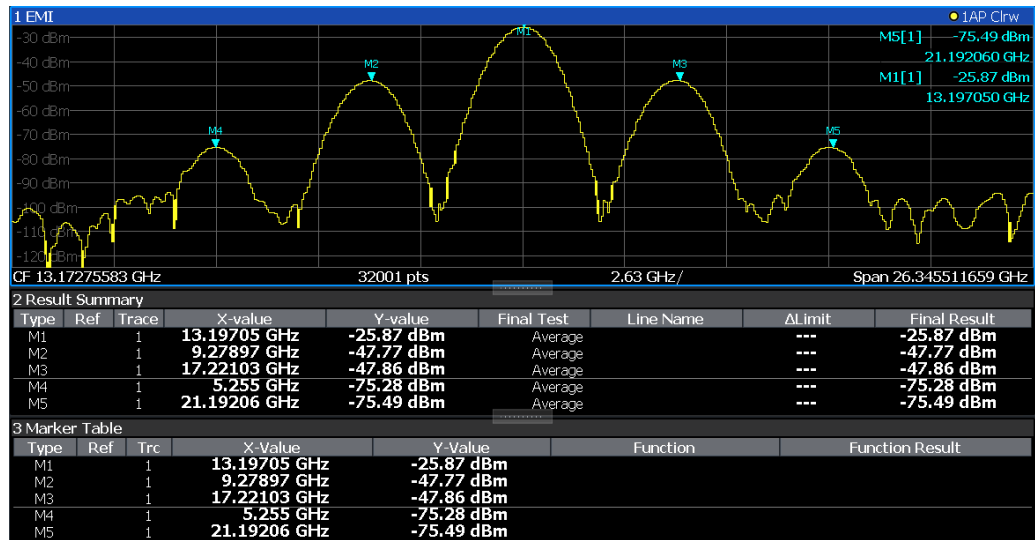 1 EMI 1AP Clrw
-30 dBm M5[1] -75.49 dBm
21.192060 GHz
M1[1] -25.87 dBm
13.197050 GHz
M1
-40 dBm
M2 M3
-50 dBm
-60 dBm
-70 dBm
M4 M5
-80 dBm
-90 dBm
-100 dBm
-110 dBm
-120 dBm
CF 13.17275583 GHz 32001 pts 2.63 GHz/ Span 26.345511659 GHz
2 Result Summary
Type Ref Trace X-value Y-value Final Test Line Name ΔLimit Final Result
M1 1 13.19705 GHz -25.87 dBm Average --- -25.87 dBm
M2 1 9.27897 GHz -47.77 dBm Average --- -47.77 dBm
M3 1 17.22103 GHz -47.86 dBm Average --- -47.86 dBm
M4 1 5.255 GHz -75.28 dBm Average --- -75.28 dBm
M5 1 21.19206 GHz -75.49 dBm Average --- -75.49 dBm
3 Marker Table
Type Ref Trc X-Value Y-Value Function Function Result
M1 1 13.19705 GHz -25.87 dBm
M2 1 9.27897 GHz -47.77 dBm
M3 1 17.22103 GHz -47.86 dBm
M4 1 5.255 GHz -75.28 dBm
M5 1 21.19206 GHz -75.49 dBm